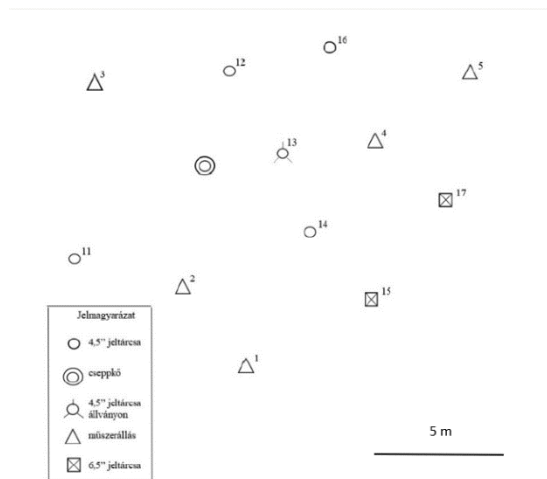 16
12
5
3
13
4
17
14
11
2
15
1
Jelmagyarázat
4,5" jeltárcsa
cseppkő
4,5" jeltárcsa
állványon
műszerállás
6,5" jeltárcsa
5 m